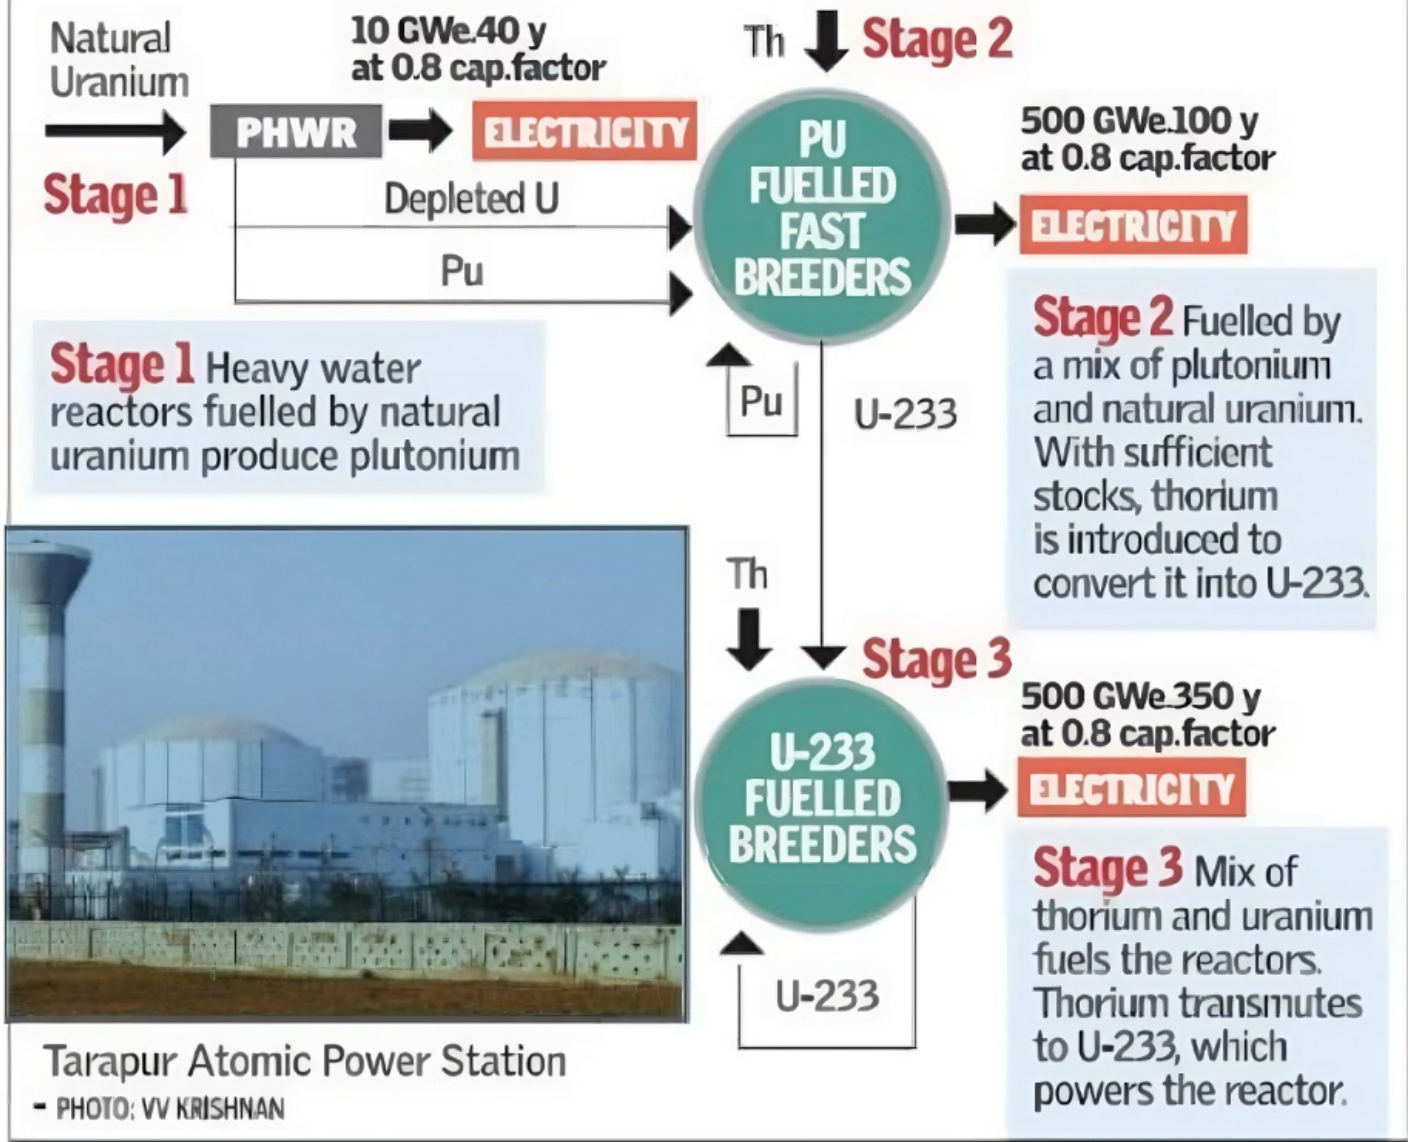 Natural
Uranium
10 GWe.40 y
at 0.8 cap.factor
PHWR
ELECTRICITY
Stage 1
Depleted U
Pu
Th
Stage 2
PU
FUELLED
FAST
BREEDERS
500 GWe.100 y
at 0.8 cap.factor
ELECTRICITY
Stage 1 Heavy water
reactors fuelled by natural
uranium produce plutonium
Pu
U-233
Stage 2 Fuelled by
a mix of plutonium
and natural uranium.
With sufficient
stocks, thorium
is introduced to
convert it into U-233.
Th
Stage 3
U-233
FUELLED
BREEDERS
500 GWe.350 y
at 0.8 cap.factor
ELECTRICITY
U-233
Stage 3 Mix of
thorium and uranium
fuels the reactors.
Thorium transmutes
to U-233, which
powers the reactor.
Tarapur Atomic Power Station
- PHOTO: VV KRISHNAN